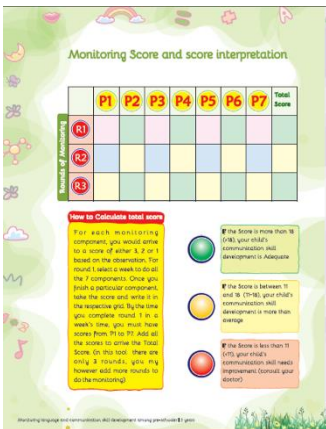 Monitoring Score and score interpretation
P1 P2 P3 P4 P5 P6 P7 Total Score
Rounds of Monitoring
R1
R2
R3
How to Calculate total score
For each monitoring
component, you would arrive
to a score of either 3, 2 or 1
based on the observation. For
round 1, select a week to do all
the 7 components. Once you
finish a particular component,
take the score and write it in
the respective grid. By the time
you complete round 1 in a
week's time, you must have
scores from P1 to P7. Add all
the scores to arrive the Total
Score. (in this tool there are
only 3 rounds, you my
however add more rounds to
do the monitoring)
If the Score is more than 16
(>16), your child's
communication skill
development is Adequate
If the Score is between 11
and 16 (11-16), your child's
communication skill
development is more than
average
If the Score is less than 11
(<11), your child's
communication skill needs
improvement (consult your
doctor)
Monitoring language and communication skill development among